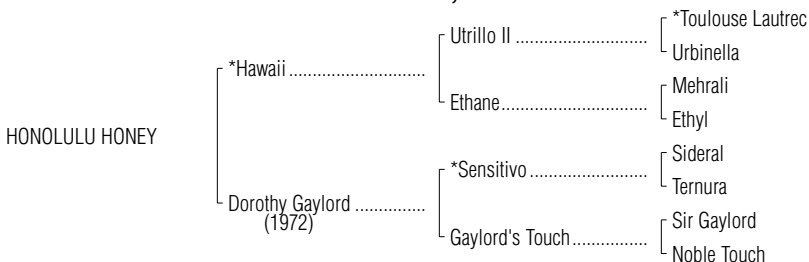 *Toulouse Lautrec
Utrillo II ..............................
Urbinella
*Hawaii .............................
Mehrali
Ethane...............................
Ethyl
HONOLULU HONEY
Sideral
*Sensitivo .........................
Ternura
Dorothy Gaylord ...............
(1972)
Sir Gaylord
Gaylord's Touch................
Noble Touch